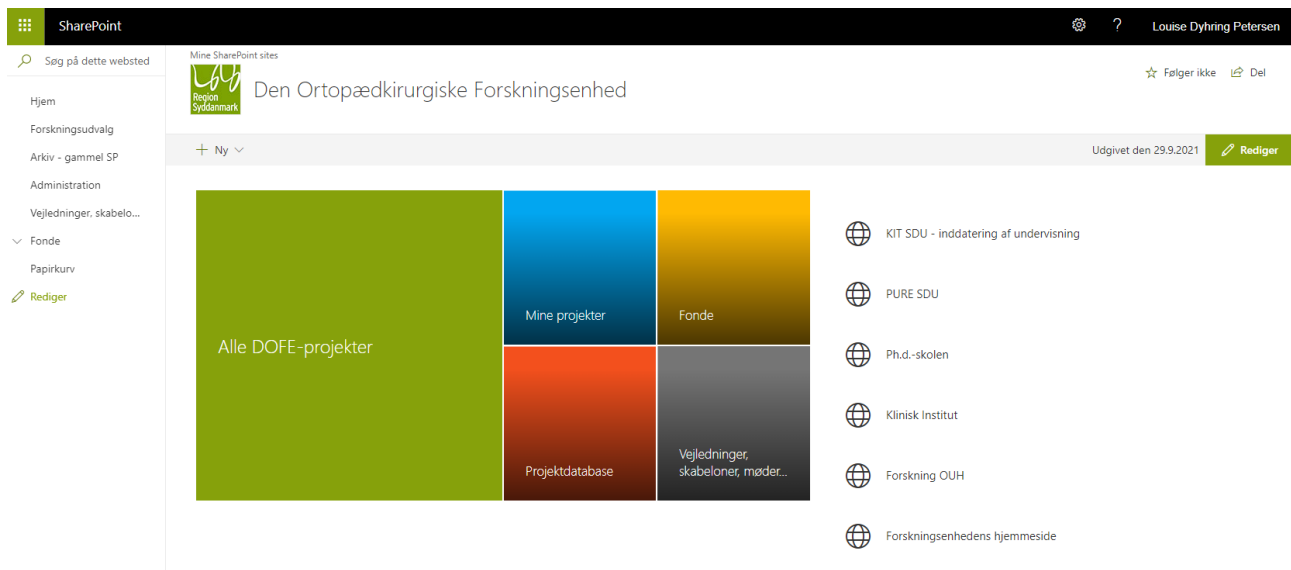 SharePoint
?
Louise Dyhring Petersen
Søg på dette websted
Hjem
Forskningsudvalg
Arkiv - gammel SP
Administration
Vejledninger, skabelo...
Fonde
Papirkurv
Rediger
Mine SharePoint sites
Region
Syddanmark
Den Ortopædkirurgiske Forskningsenhed
Følger ikke
Del
Ny
Udgivet den 29.9.2021
Rediger
Alle DOFE-projekter
Mine projekter
Fonde
Projektdatabase
Vejledninger,
skabeloner, møder...
KIT SDU - inddatering af undervisning
PURE SDU
Ph.d.-skolen
Klinisk Institut
Forskning OUH
Forskningsenhedens hjemmeside